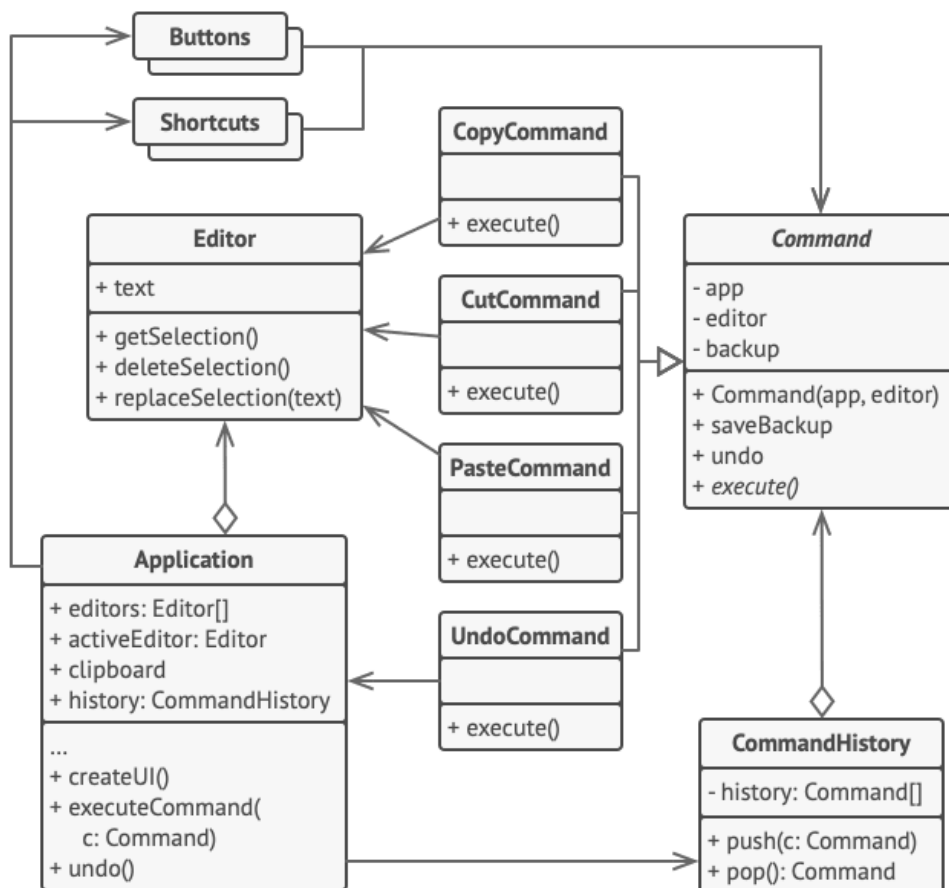 Buttons
Shortcuts
CopyCommand
+ execute()
Editor
+ text
+ getSelection()
+ deleteSelection()
+ replaceSelection(text)
CutCommand
+ execute()
Command
- app
- editor
- backup
+ Command(app, editor)
+ saveBackup
+ undo
+ execute()
PasteCommand
+ execute()
Application
+ editors: Editor[]
+ activeEditor: Editor
+ clipboard
+ history: CommandHistory
...
+ createUI()
+ executeCommand(
c: Command)
+ undo()
UndoCommand
+ execute()
CommandHistory
- history: Command[]
+ push(c: Command)
+ pop(): Command